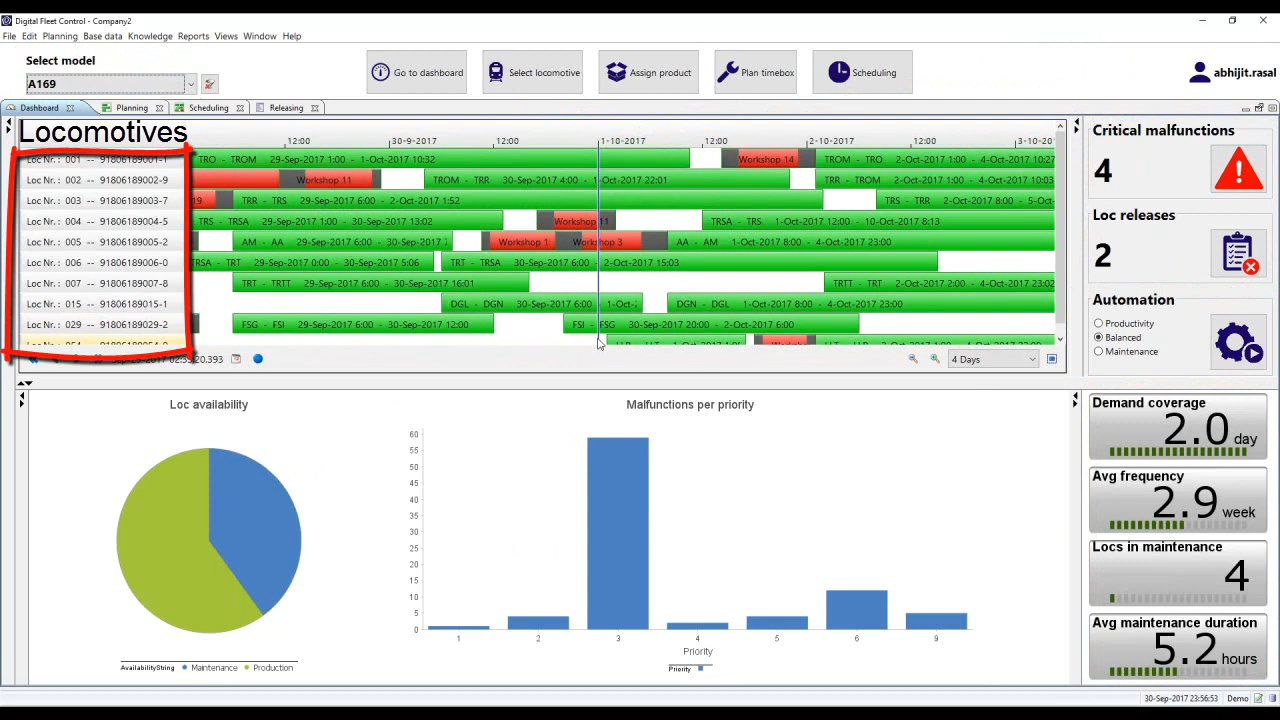 Digital Fleet Control - Company2
File Edit Planning Base data Knowledge Reports Views Window Help
Select model
A169
Go to dashboard
Select locomotive
Assign product
Plan timebox
Scheduling
abhijit.rasal
Dashboard
Planning
Scheduling
Releasing
Locomotives
12:00 30-9-2017 12:00 1-10-2017 12:00 2-10-2017 12:00 3-10-20
Loc Nr.: 001 -- 91806189001-1 TRO - TROM 29-Sep-2017 1:00 - 1-Oct-2017 10:32 Workshop 14 TROM - TRO 2-Oct-2017 1:00 - 4-Oct-2017 10:27
Loc Nr.: 002 -- 91806189002-9 Workshop 11 TROM - TRR 30-Sep-2017 4:00 - 1-Oct-2017 22:01 TRR - TROM 2-Oct-2017 1:00 - 4-Oct-2017 10:03
Loc Nr.: 003 -- 91806189003-7 19 TRR - TRS 29-Sep-2017 6:00 - 2-Oct-2017 1:52 TRS - TRR 2-Oct-2017 8:00 - 5-Oct-
Loc Nr.: 004 -- 91806189004-5 TRS - TRSA 29-Sep-2017 1:00 - 30-Sep-2017 13:02 Workshop 11 TRSA - TRS 1-Oct-2017 12:00 - 10-Oct-2017 8:13
Loc Nr.: 005 -- 91806189005-2 AM - AA 29-Sep-2017 6:00 - 30-Sep-2017 Workshop 1: Workshop 3 AA - AM 1-Oct-2017 8:00 - 4-Oct-2017 23:00
Loc Nr.: 006 -- 91806189006-0 TRSA - TRT 29-Sep-2017 0:00 - 30-Sep-2017 5:06 TRT - TRSA 30-Sep-2017 6:00 - 2-Oct-2017 15:03
Loc Nr.: 007 -- 91806189007-8 TRT - TRTT 29-Sep-2017 6:00 - 30-Sep-2017 16:01 TRTT - TRT 2-Oct-2017 2:00 - 4-Oct-2017 23:02
Loc Nr.: 015 -- 91806189015-1 DGL - DGN 30-Sep-2017 6:00 - 1-Oct-2 DGN - DGL 1-Oct-2017 8:00 - 4-Oct-2017 23:00
Loc Nr.: 029 -- 91806189029-2 FSG - FSI 29-Sep-2017 6:00 - 30-Sep-2017 12:00 FSI - FSG 30-Sep-2017 20:00 - 2-Oct-2017 6:00
4 Days
Critical malfunctions
4
Loc releases
2
Automation
Productivity
Balanced
Maintenance
Loc availability
AvailabilityString Maintenance Production
Malfunctions per priority
60
55
50
45
40
35
30
25
20
15
10
5
0
1 2 3 4 5 6 9
Priority
Priority
Demand coverage
2.0 day
Avg frequency
2.9 week
Locs in maintenance
4
Avg maintenance duration
5.2 hours
30-Sep-2017 23:56:53 Demo